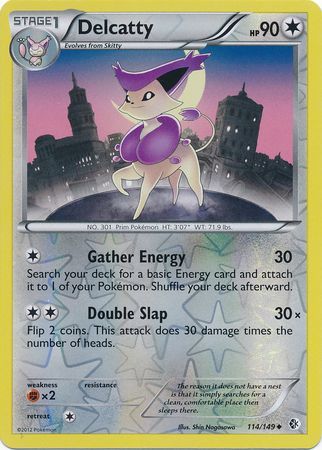 STAGE1
Delcatty
HP 90
Evolves from Skitty
NO. 301 Prim Pokémon HT: 3'07" WT: 71.9 lbs.
Gather Energy 30
Search your deck for a basic Energy card and attach
it to 1 of your Pokémon. Shuffle your deck afterward.
Double Slap 30×
Flip 2 coins. This attack does 30 damage times the
number of heads.
weakness resistance
×2
retreat
The reason it does not have a nest
is that it simply searches for a
clean, comfortable place then
sleeps there.
©2012 Pokémon
Illus. Shin Nagasawa
114/149